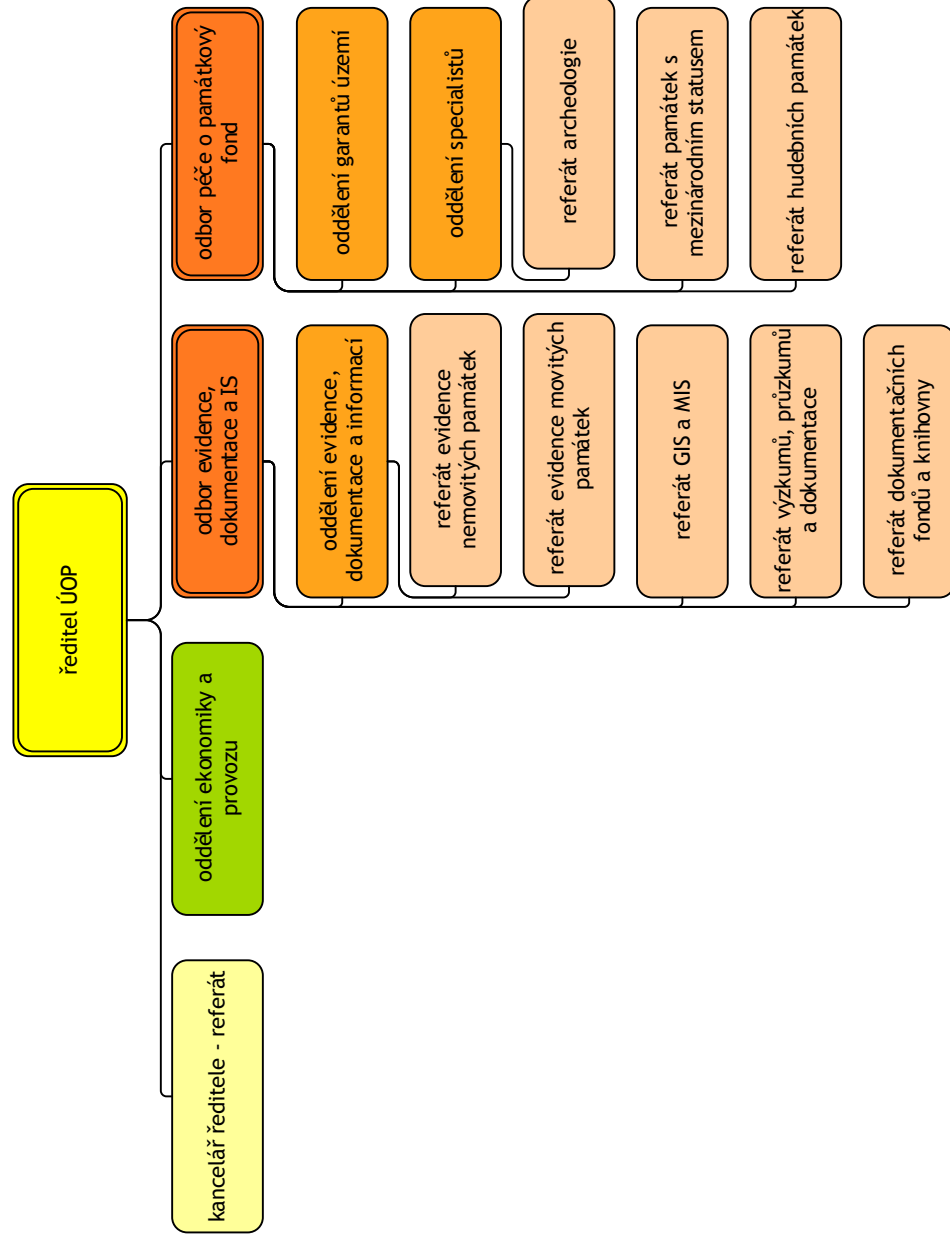 ředitel ÚOP
kancelář ředitele - referát
oddělení ekonomiky a
provozu
odbor evidence,
dokumentace a IS
oddělení evidence,
dokumentace a informací
referát evidence
nemovitých památek
referát evidence movitých
památek
referát GIS a MIS
referát výzkumů, průzkumů
a dokumentace
referát dokumentačních
fondů a knihovny
odbor péče o památkový
fond
oddělení garantů území
oddělení specialistů
referát archeologie
referát památek s
mezinárodním statusem
referát hudebních památek